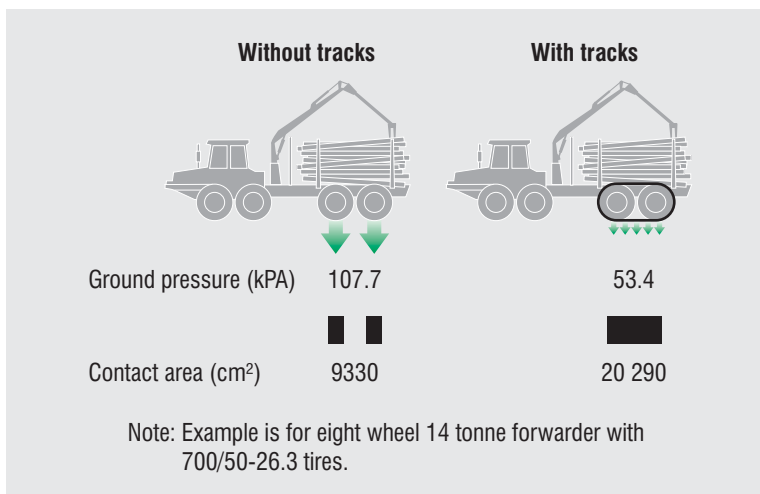 Without tracks With tracks
Ground pressure (kPA) 107.7 53.4
Contact area (cm²) 9330 20 290
Note: Example is for eight wheel 14 tonne forwarder with
700/50-26.3 tires.